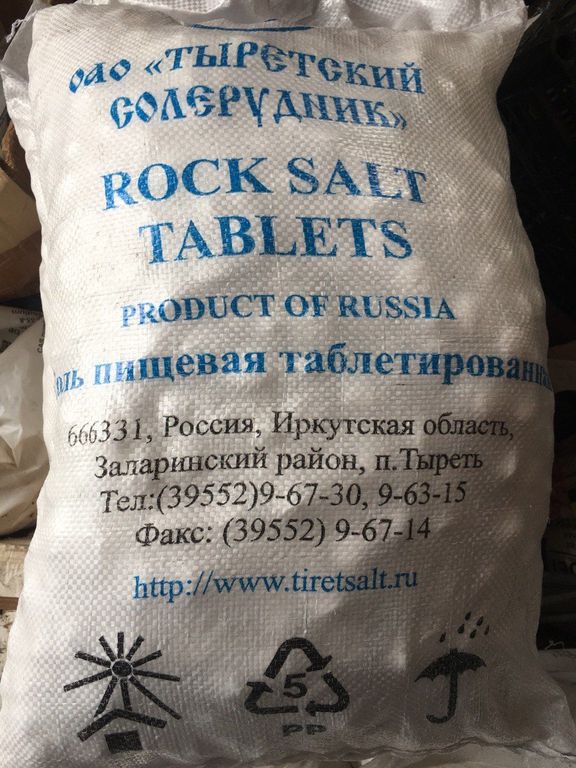 ОАО «ТЫРЕТСКИЙ
СОЛЕРУДНИК»
ROCK SALT
TABLETS
PRODUCT OF RUSSIA
пищевая
666331, Россия, Иркутская область,
Заларинский район, п.Тыреть
Тел:(39552)9-67-30, 9-63-15
Факс: (39552) 9-67-14
http://www.tiretsalt.ru
5
PP